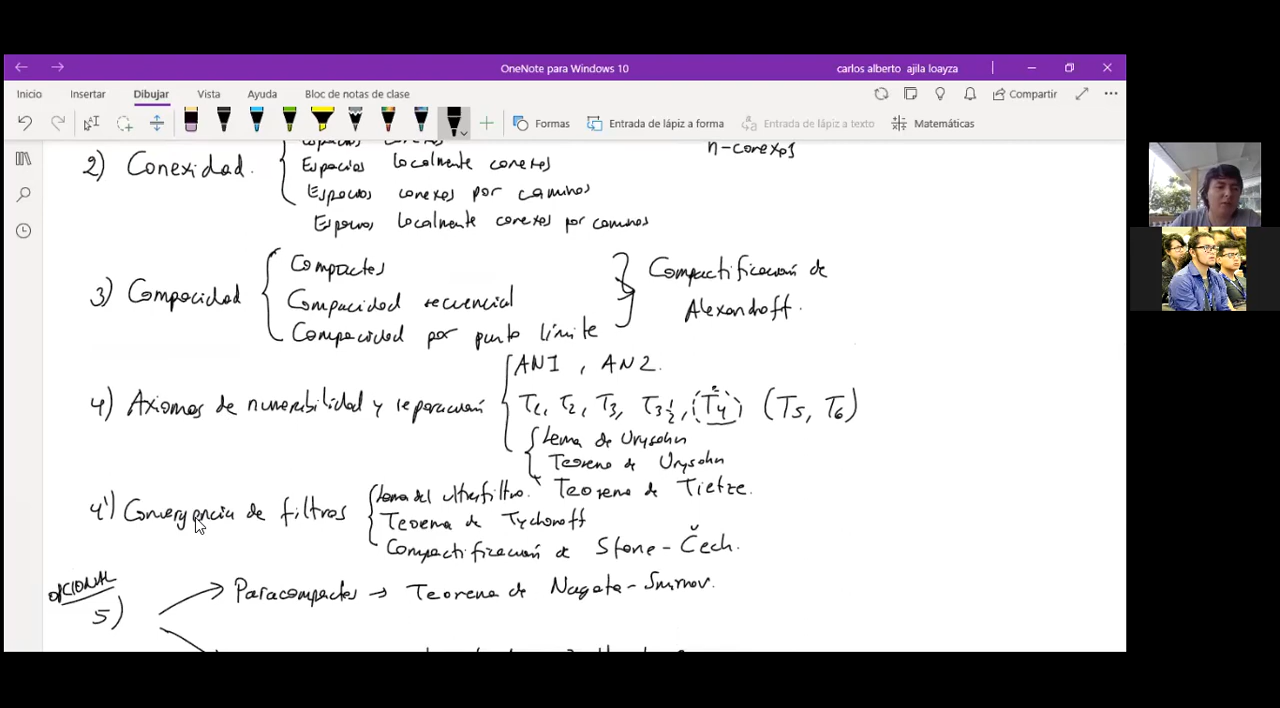 OneNote para Windows 10
carlos alberto ajila loayza
Inicio
Insertar
Dibujar
Vista
Ayuda
Bloc de notas de clase
Compartir
Formas
Entrada de lápiz a forma
Entrada de lápiz a texto
Matemáticas
n-conexos
2) Conexidad.
Espacios localmente conexos
Espacios conexos por caminos
Espacios localmente conexos por caminos
3) Compacidad
Compactos
Compacidad secuencial
Compacidad por punto límite
Compactificación de
Alexandroff.
4) Axiomas de numerabilidad y separación
AN1, AN2.
T1, T2, T3, T3½, T4 (T5, T6)
Lema de Urysohn
Teorema de Urysohn
Teorema de Tietze.
4') Convergencia de filtros
Lema del ultrafiltro.
Teorema de Tychonoff
Compactificación de Stone-Čech.
OPCIONAL
5)
Paracompactos → Teorema de Nagata-Smirnov.